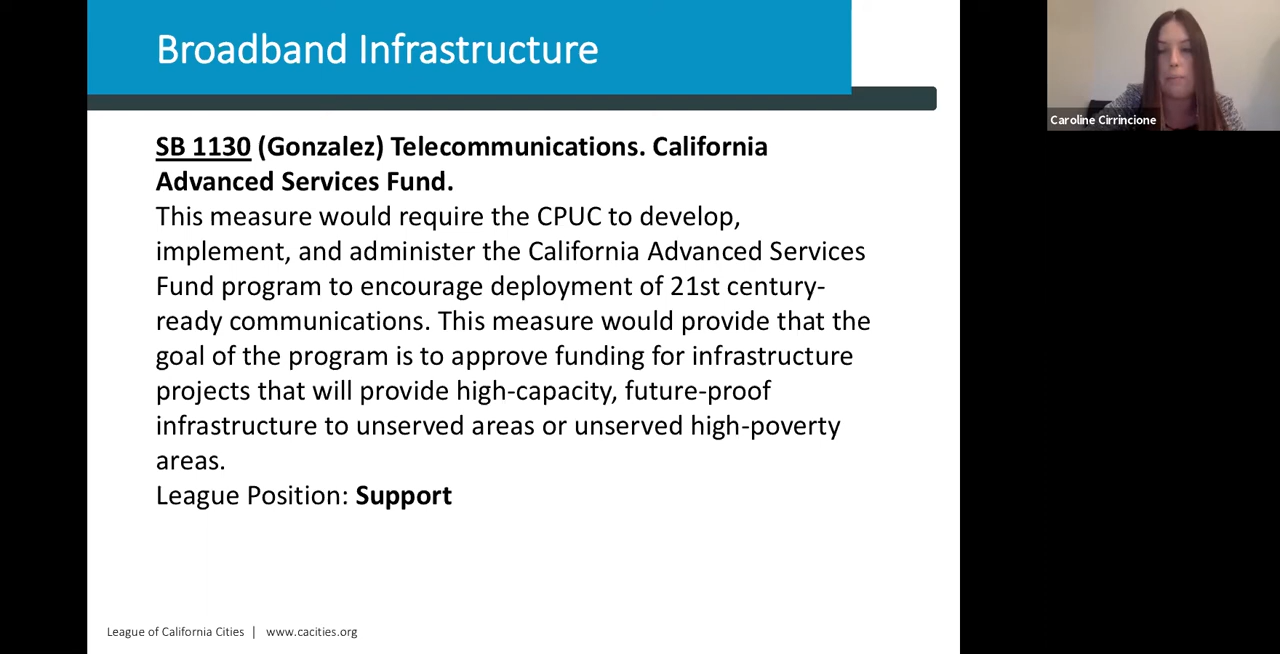 Broadband Infrastructure
SB 1130 (Gonzalez) Telecommunications. California
Advanced Services Fund.
This measure would require the CPUC to develop,
implement, and administer the California Advanced Services
Fund program to encourage deployment of 21st century-
ready communications. This measure would provide that the
goal of the program is to approve funding for infrastructure
projects that will provide high-capacity, future-proof
infrastructure to unserved areas or unserved high-poverty
areas.
League Position: Support
League of California Cities | www.cacities.org
Caroline Cirrincione